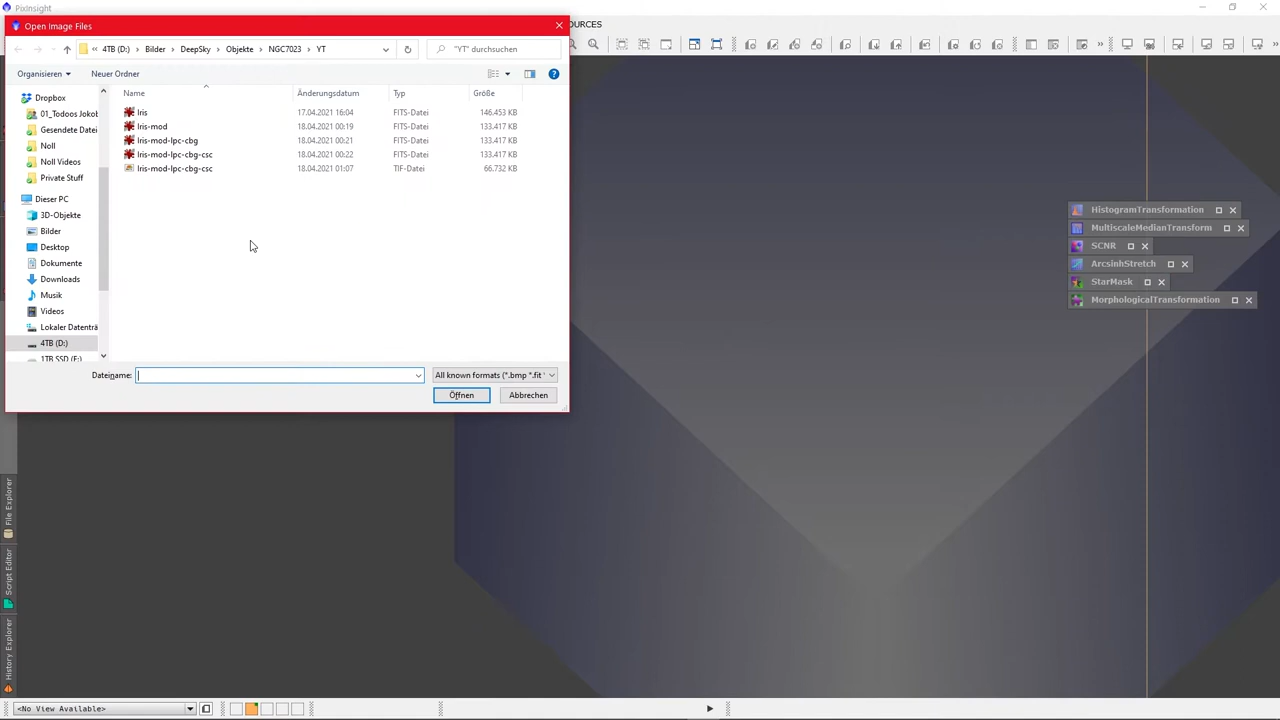 PixInsight
Open Image Files
OURCES
« 4TB (D:) > Bilder > DeepSky > Objekte > NGC7023 > YT
"YT" durchsuchen
Organisieren
Neuer Ordner
Name Änderungsdatum Typ Größe
Dropbox
01_Todoos Jokob
Gesendete Datei
Noll
Noll Videos
Private Stuff
Dieser PC
3D-Objekte
Bilder
Desktop
Dokumente
Downloads
Musik
Videos
Lokaler Datenträ
4TB (D:)
1TB SSD (F:)
Iris 17.04.2021 16:04 FITS-Datei 146.453 KB
Iris-mod 18.04.2021 00:19 FITS-Datei 133.417 KB
Iris-mod-lpc-cbg 18.04.2021 00:21 FITS-Datei 133.417 KB
Iris-mod-lpc-cbg-csc 18.04.2021 00:22 FITS-Datei 133.417 KB
Iris-mod-lpc-cbg-csc 18.04.2021 01:07 TIF-Datei 66.732 KB
Dateiname:
All known formats (*.bmp *.fit *
Öffnen
Abbrechen
HistogramTransformation
MultiscaleMedianTransform
SCNR
ArcsinhStretch
StarMask
MorphologicalTransformation
File Explorer
Script Editor
History Explorer
<No View Available>